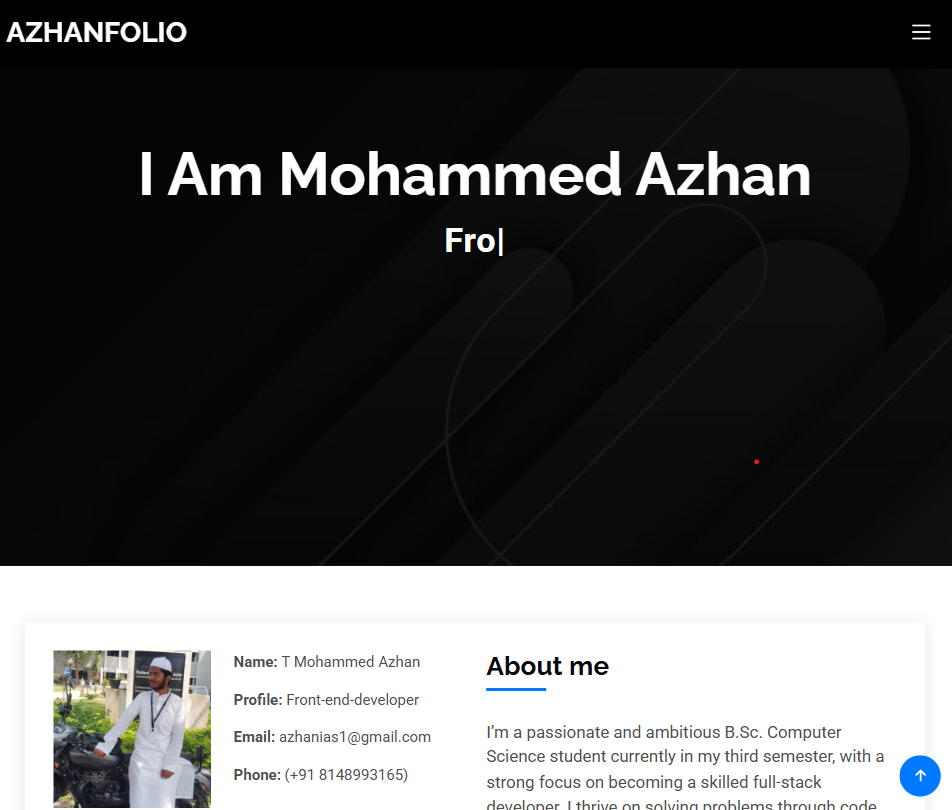 AZHANFOLIO
I Am Mohammed Azhan
Fro|
Name: T Mohammed Azhan
Profile: Front-end-developer
Email: azhanias1@gmail.com
Phone: (+91 8148993165)
About me
I’m a passionate and ambitious B.Sc. Computer
Science student currently in my third semester, with a
strong focus on becoming a skilled full-stack
developer. I thrive on solving problems through code